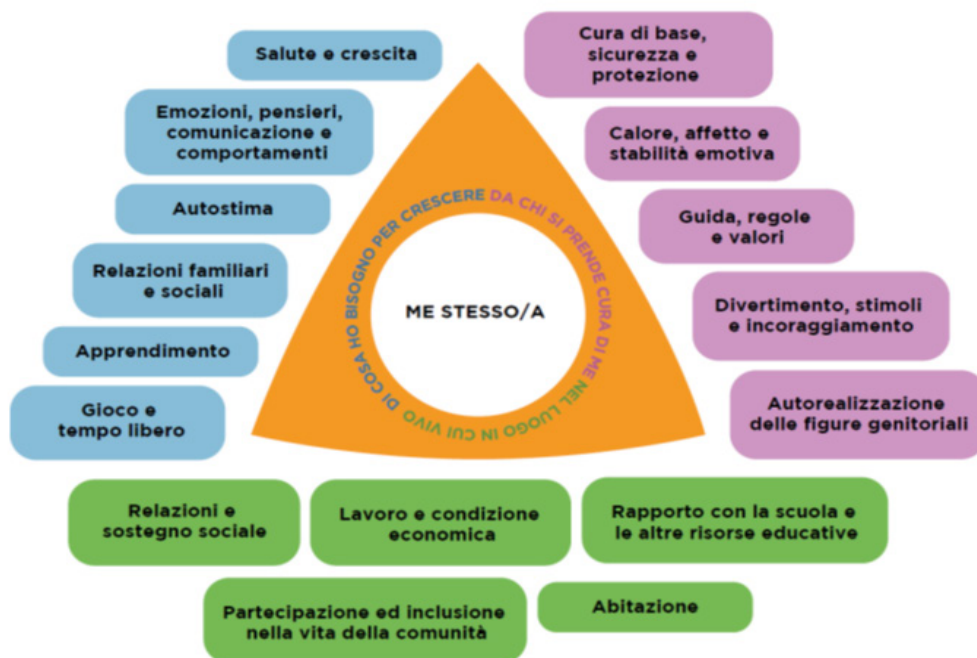 Salute e crescita
Emozioni, pensieri,
comunicazione e
comportamenti
Autostima
Relazioni familiari
e sociali
Apprendimento
Gioco e
tempo libero
Cura di base,
sicurezza e
protezione
Calore, affetto e
stabilità emotiva
Guida, regole
e valori
Divertimento, stimoli
e incoraggiamento
Autorealizzazione
delle figure genitoriali
DI COSA HO BISOGNO PER CRESCERE
DA CHI SI PRENDE CURA DI ME
NEL LUOGO IN CUI VIVO
ME STESSO/A
Relazioni e
sostegno sociale
Lavoro e condizione
economica
Rapporto con la scuola e
le altre risorse educative
Partecipazione ed inclusione
nella vita della comunità
Abitazione